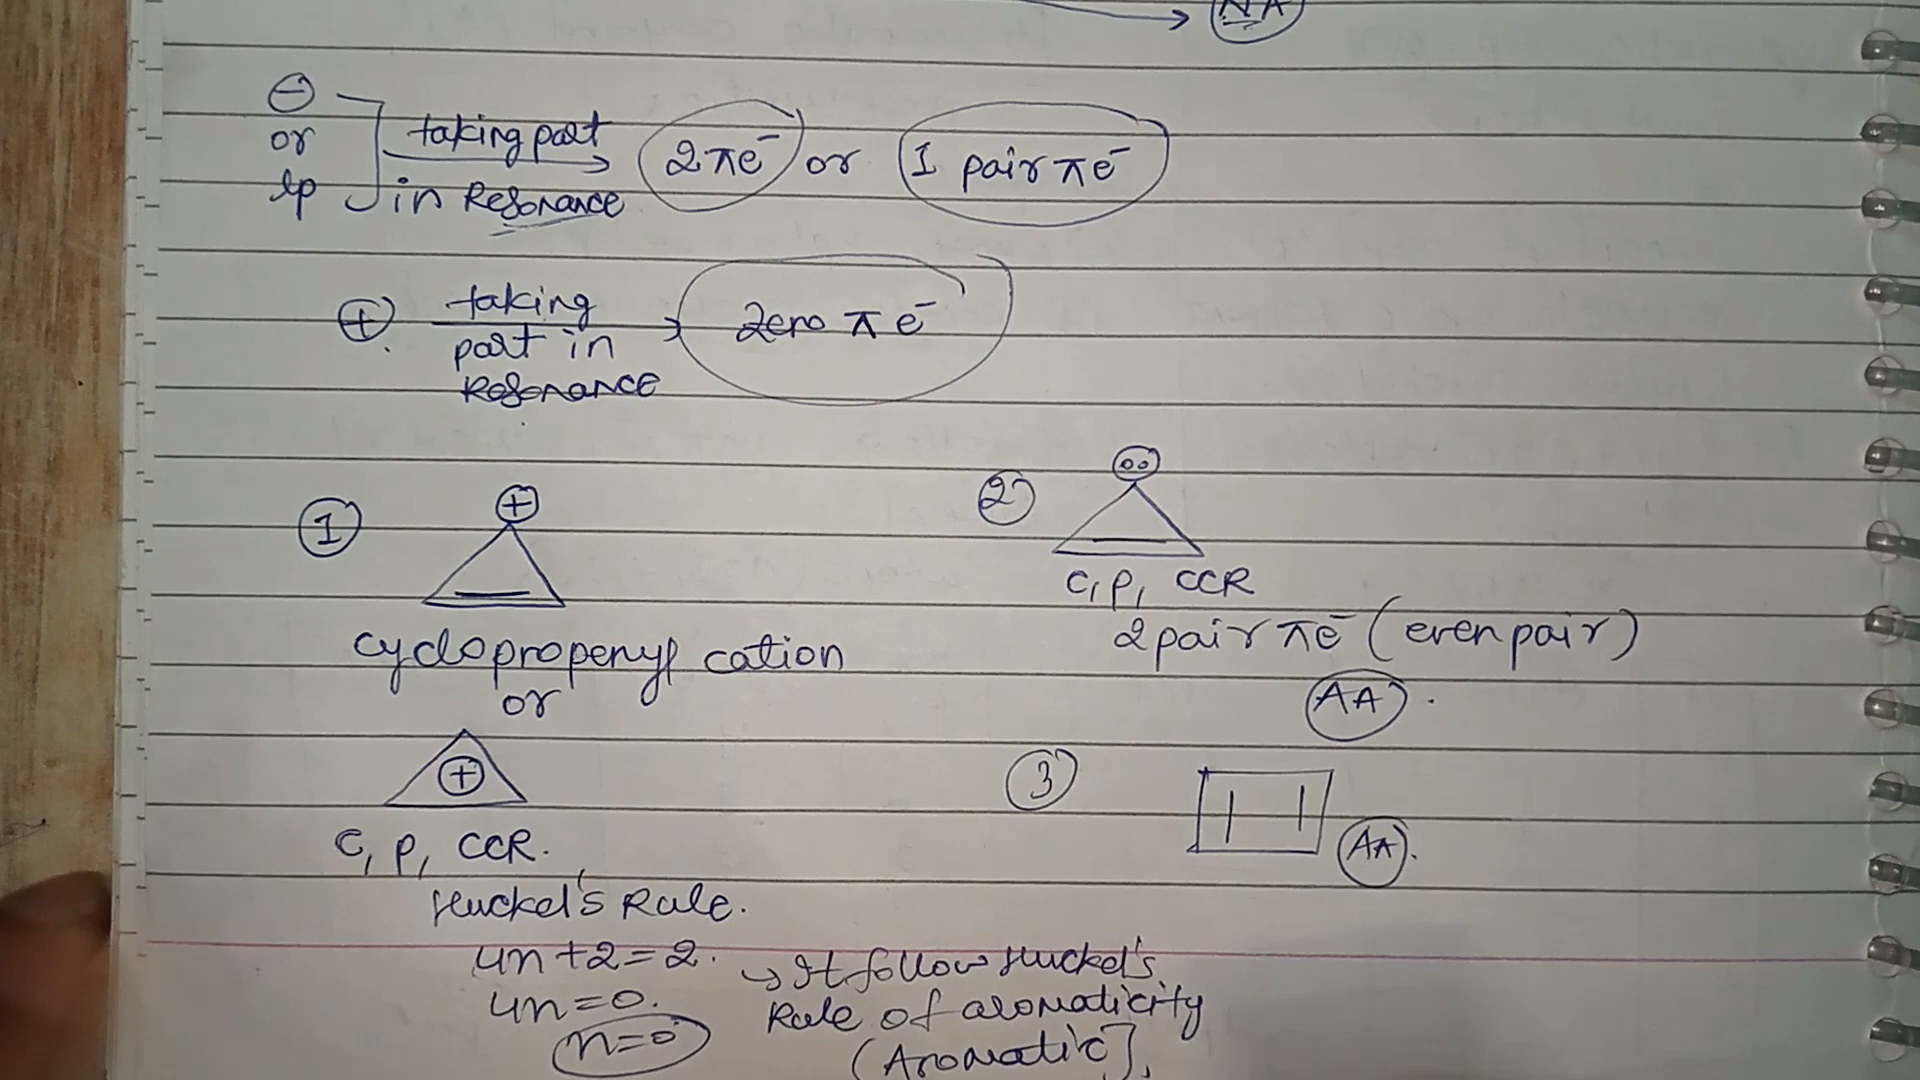 NA
⊖
or
lp
taking part
in Resonance
2πe⁻ or 1 pair πe⁻
⊕ taking
part in
Resonance
Zero π e⁻
①
⊕
cyclopropenyl cation
or
⊕
C, P, CCR.
Huckel's Rule.
4n+2=2.
4n=0.
n=0
→ It follow Huckel's
Rule of aromaticity
(Aromatic),
②
C, P, CCR
2 pair πe⁻ (even pair)
AA.
③
AA.